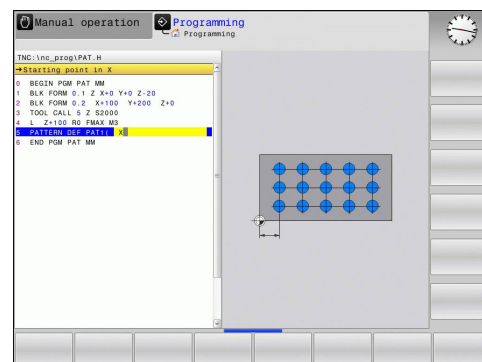 Manual operation
Programming
Programming
TNC:\nc_prog\PAT.H
→Starting point in X
0 BEGIN PGM PAT MM
1 BLK FORM 0.1 Z X+0 Y+0 Z-20
2 BLK FORM 0.2 X+100 Y+200 Z+0
3 TOOL CALL 5 Z S2000
4 L Z+100 R0 FMAX M3
5 PATTERN DEF PAT1( X
6 END PGM PAT MM